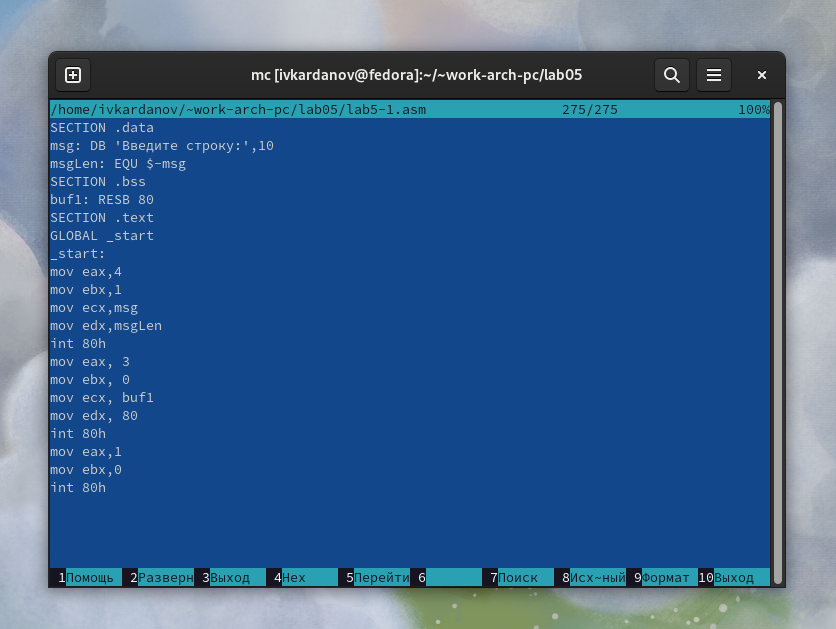 mc [ivkardanov@fedora]:~/~work-arch-pc/lab05
/home/ivkardanov/~work-arch-pc/lab05/lab5-1.asm 275/275 100%
SECTION .data
msg: DB 'Введите строку:',10
msgLen: EQU $-msg
SECTION .bss
buf1: RESB 80
SECTION .text
GLOBAL _start
_start:
mov eax,4
mov ebx,1
mov ecx,msg
mov edx,msgLen
int 80h
mov eax, 3
mov ebx, 0
mov ecx, buf1
mov edx, 80
int 80h
mov eax,1
mov ebx,0
int 80h
1Помощь 2Разверн 3Выход 4Hex 5Перейти 6 7Поиск 8Исх~ный 9Формат 10Выход